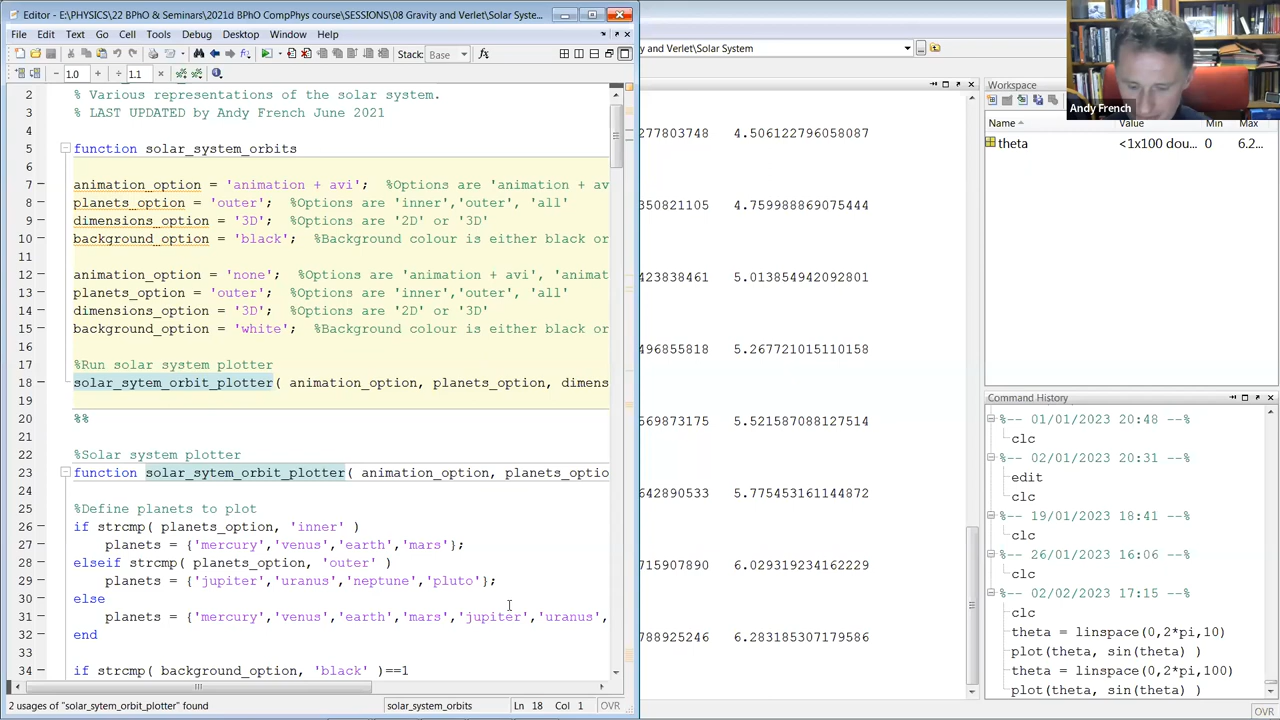 Editor - E:\PHYSICS\22 BPhO & Seminars\2021d BPhO CompPhys course\SESSIONS\08 Gravity and Verlet\Solar Syste...
File Edit Text Go Cell Tools Debug Desktop Window Help
Stack: Base
fx
1.0
1.1
2 % Various representations of the solar system.
3 % LAST UPDATED by Andy French June 2021
4
5 function solar_system_orbits
6
7 animation_option = 'animation + avi'; %Options are 'animation + av
8 planets_option = 'outer'; %Options are 'inner','outer', 'all'
9 dimensions_option = '3D'; %Options are '2D' or '3D'
10 background_option = 'black'; %Background colour is either black or
11
12 animation_option = 'none'; %Options are 'animation + avi', 'animat
13 planets_option = 'outer'; %Options are 'inner','outer', 'all'
14 dimensions_option = '3D'; %Options are '2D' or '3D'
15 background_option = 'white'; %Background colour is either black or
16
17 %Run solar system plotter
18 solar_sytem_orbit_plotter( animation_option, planets_option, dimens
19
20 %%
21
22 %Solar system plotter
23 function solar_sytem_orbit_plotter( animation_option, planets_optio
24
25 %Define planets to plot
26 if strcmp( planets_option, 'inner' )
27 planets = {'mercury','venus','earth','mars'};
28 elseif strcmp( planets_option, 'outer' )
29 planets = {'jupiter','uranus','neptune','pluto'};
30 else
31 planets = {'mercury','venus','earth','mars','jupiter','uranus',
32 end
33
34 if strcmp( background_option, 'black' )==1
2 usages of "solar_sytem_orbit_plotter" found
solar_system_orbits
Ln 18 Col 1
OVR
ity and Verlet\Solar System
277803748 4.506122796058087
350821105 4.759988869075444
423838461 5.013854942092801
496855818 5.267721015110158
569873175 5.521587088127514
642890533 5.775453161144872
715907890 6.029319234162229
788925246 6.283185307179586
Workspace
Name Value Min Max
theta <1x100 dou... 0 6.2...
Andy French
Command History
%-- 01/01/2023 20:48 --%
clc
%-- 02/01/2023 20:31 --%
edit
clc
%-- 19/01/2023 18:41 --%
clc
%-- 26/01/2023 16:06 --%
clc
%-- 02/02/2023 17:15 --%
clc
theta = linspace(0,2*pi,10)
plot(theta, sin(theta) )
theta = linspace(0,2*pi,100)
plot(theta, sin(theta) )
OVR